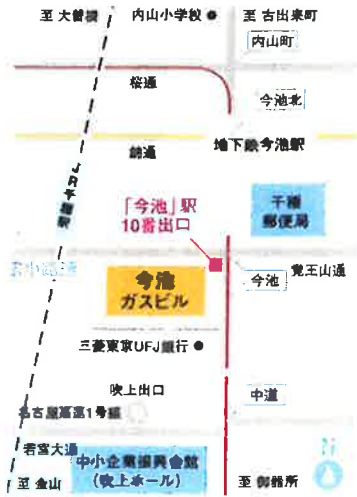 至 大曽根
内山小学校
至 古出来町
内山町
桜通
今池北
錦通
地下鉄今池駅
JR中央線
千種
郵便局
「今池」駅
10番出口
今池
覚王山通
今池
ガスビル
三菱東京UFJ銀行
吹上出口
中道
名古屋高速1号線
若宮大通
中小企業振興会館
(吹上ホール)
至 金山
至 御器所